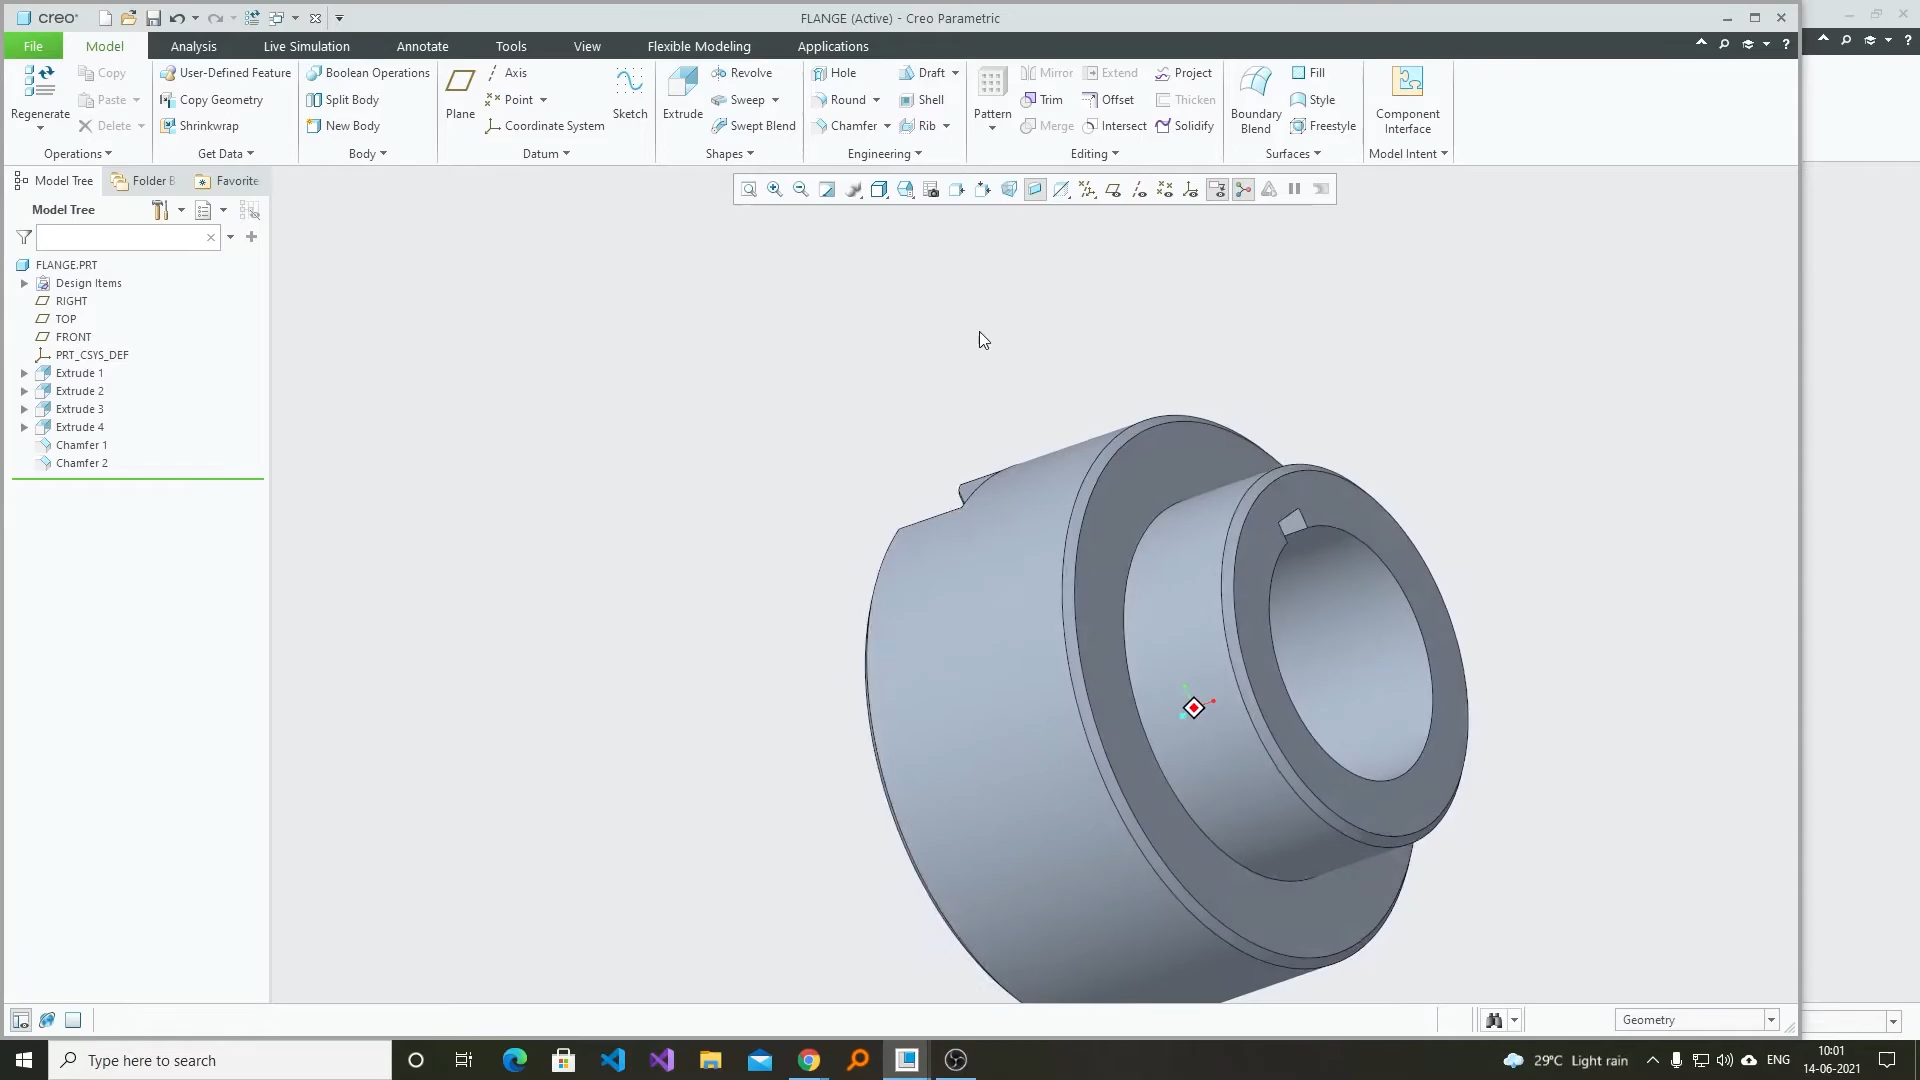 creo
FLANGE (Active) - Creo Parametric
File
Model
Analysis
Live Simulation
Annotate
Tools
View
Flexible Modeling
Applications
Regenerate
Copy
Paste
Delete
Operations
User-Defined Feature
Copy Geometry
Shrinkwrap
Get Data
Boolean Operations
Split Body
New Body
Body
Plane
Axis
Point
Coordinate System
Sketch
Datum
Extrude
Revolve
Sweep
Swept Blend
Shapes
Hole
Round
Chamfer
Draft
Shell
Rib
Engineering
Pattern
Mirror
Trim
Merge
Extend
Offset
Intersect
Project
Thicken
Solidify
Editing
Boundary
Blend
Fill
Style
Freestyle
Surfaces
Component
Interface
Model Intent
Model Tree
Folder B
Favorite
Model Tree
FLANGE.PRT
Design Items
RIGHT
TOP
FRONT
PRT_CSYS_DEF
Extrude 1
Extrude 2
Extrude 3
Extrude 4
Chamfer 1
Chamfer 2
Geometry
Type here to search
29°C Light rain
ENG
10:01
14-06-2021